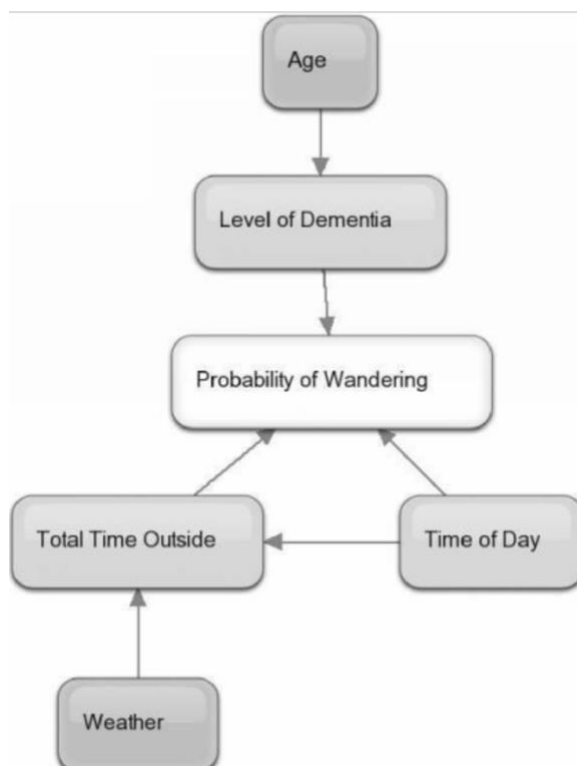 Age
Level of Dementia
Probability of Wandering
Total Time Outside
Time of Day
Weather